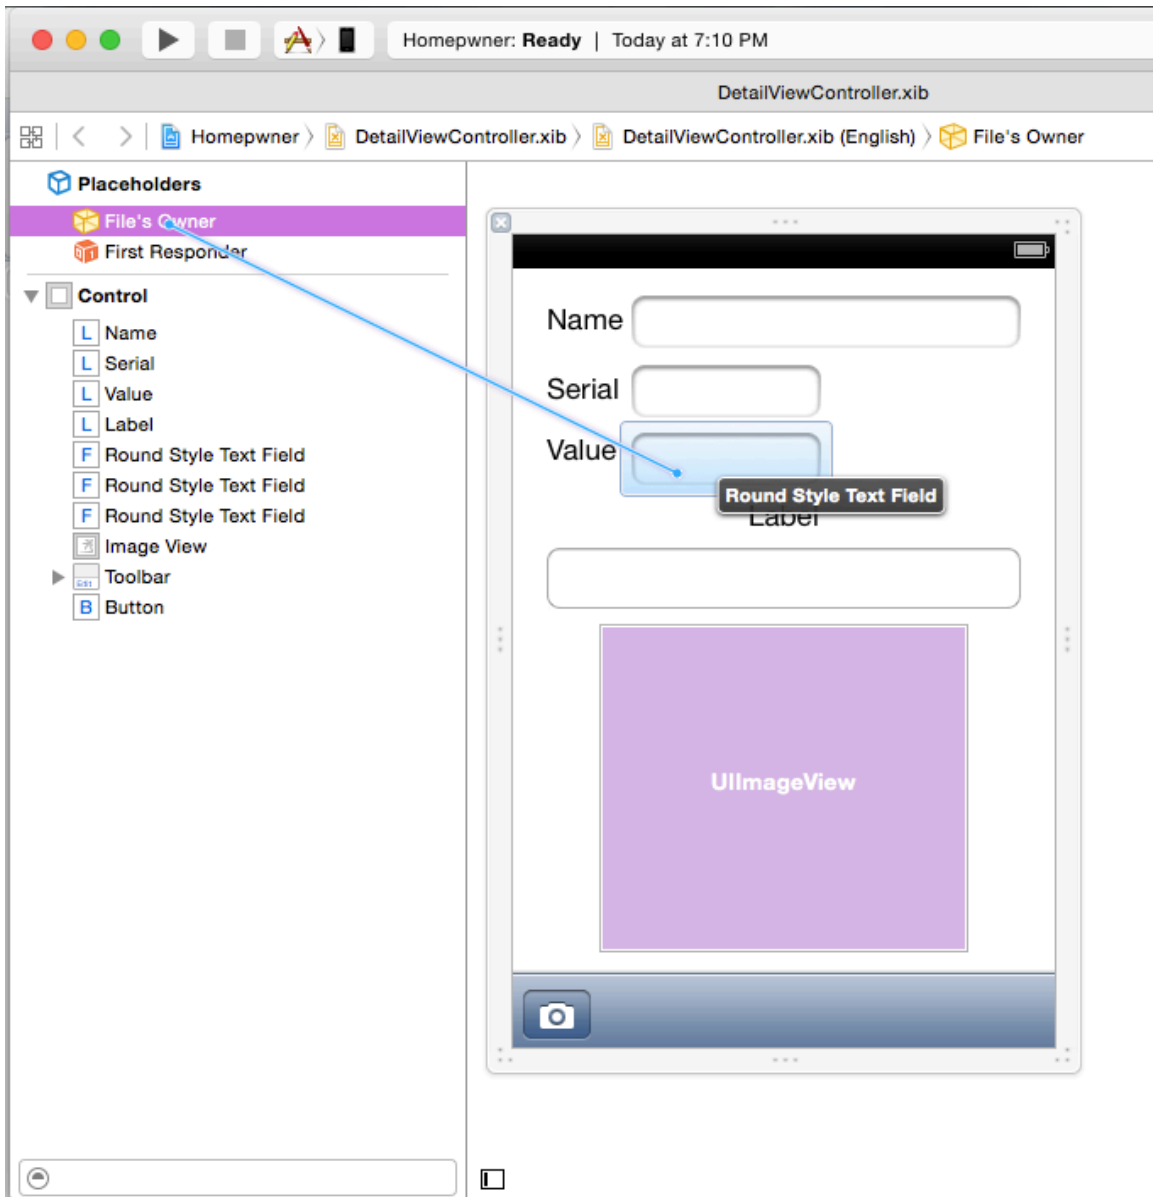 Homepwner: Ready | Today at 7:10 PM
DetailViewController.xib
Homepwner DetailViewController.xib DetailViewController.xib (English) File's Owner
Placeholders
File's Owner
First Responder
Control
L Name
L Serial
L Value
L Label
F Round Style Text Field
F Round Style Text Field
F Round Style Text Field
Image View
Edit Toolbar
B Button
Name
Serial
Value
Round Style Text Field
Label
UIImageView